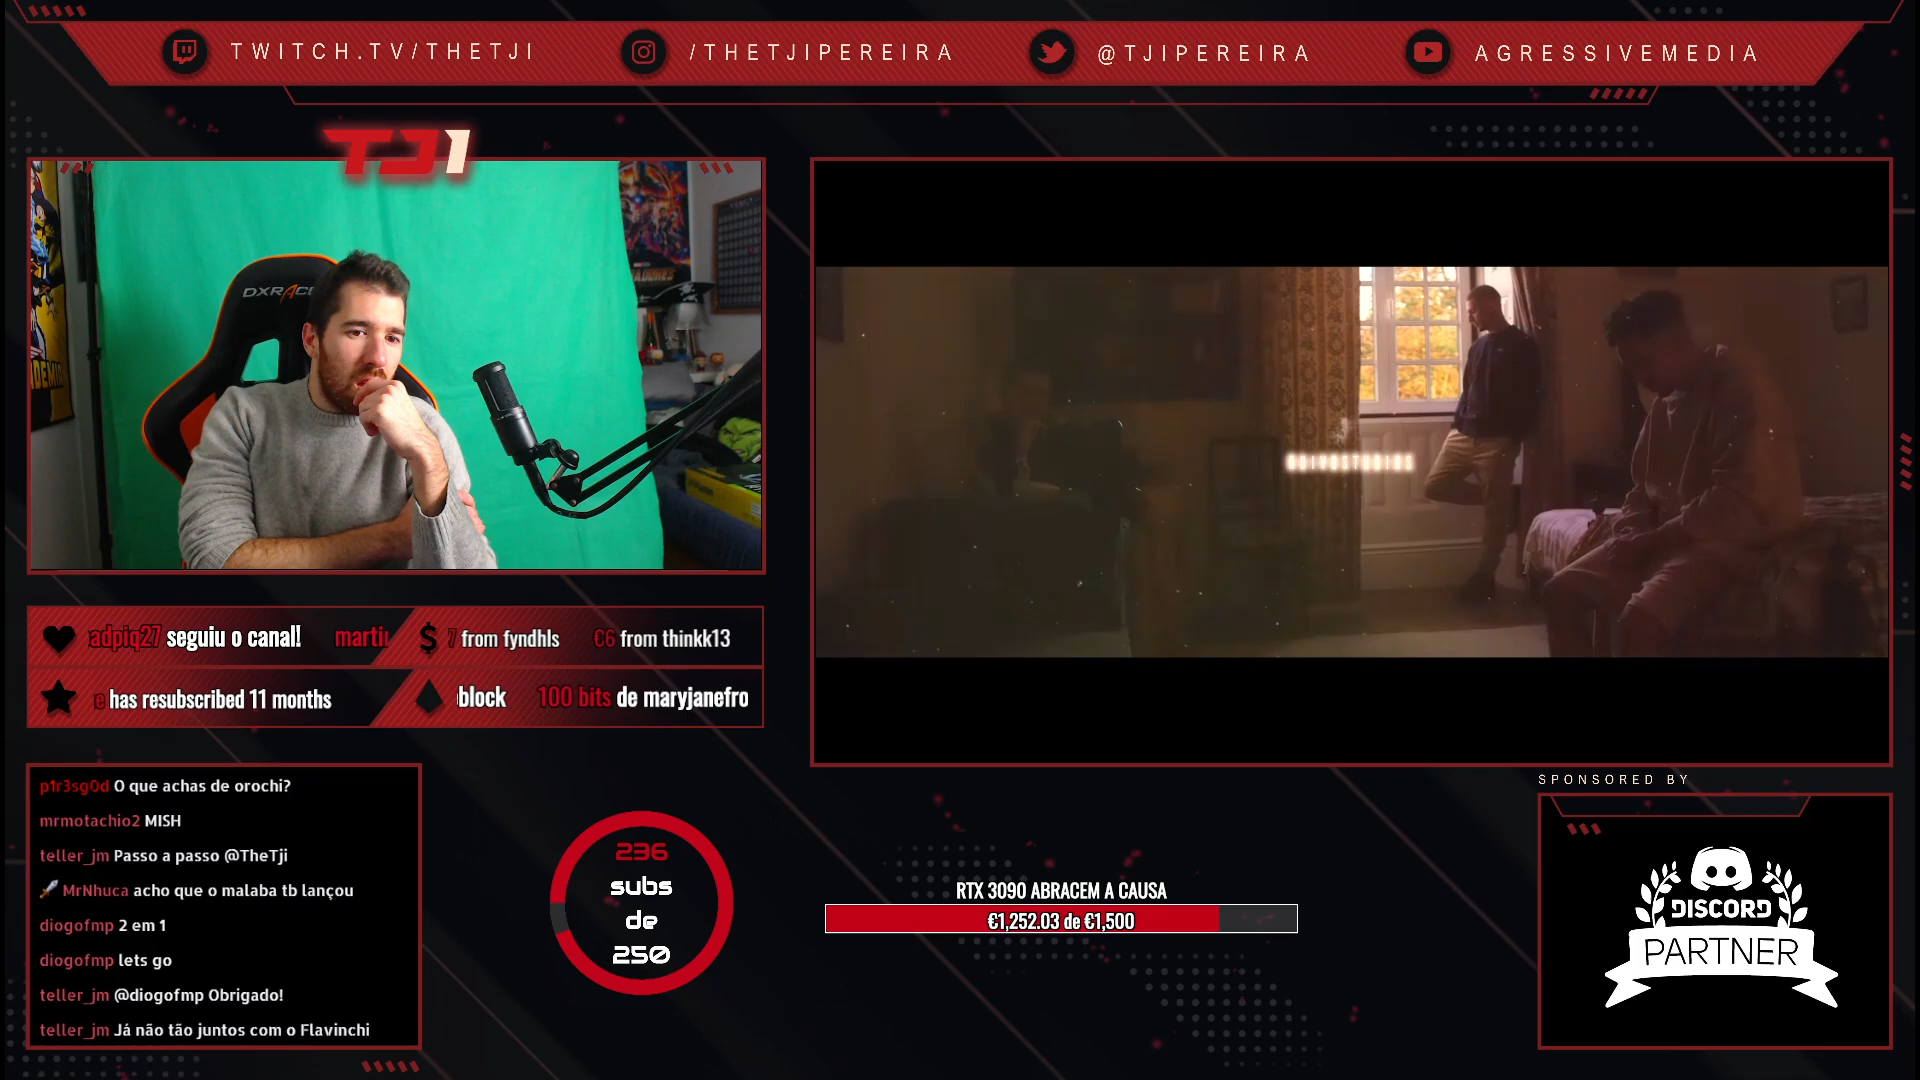 TWITCH.TV/THETJI
/THETJIPEREIRA
@TJIPEREIRA
AGRESSIVEMEDIA
TJI
DXRAC
adpiq27 seguiu o canal!
from fyndhls €6 from thinkk13
has resubscribed 11 months
block 100 bits de maryjanefro
p1r3sg0d O que achas de orochi?
mrmotachio2 MISH
teller_jm Passo a passo @TheTji
MrNhuca acho que o malaba tb lançou
diogofmp 2 em 1
diogofmp lets go
teller_jm @diogofmp Obrigado!
teller_jm Já não tão juntos com o Flavinchi
236
subs
de
250
RTX 3090 ABRACEM A CAUSA
€1,252.03 de €1,500
SPONSORED BY
DISCORD
PARTNER